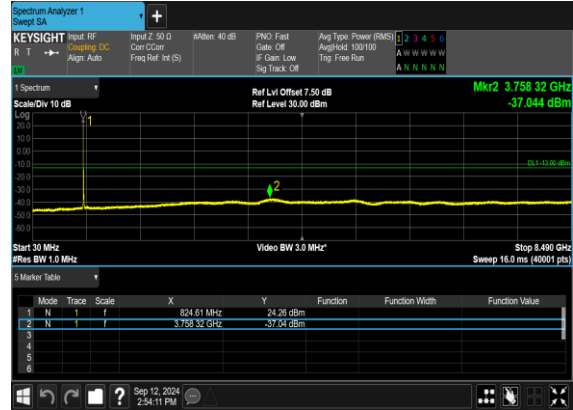 Spectrum Analyzer 1
Swept SA
+
KEYSIGHT Input: RF Input Z: 50 Ω #Atten: 40 dB PNO: Fast Avg Type: Power (RMS) 1 2 3 4 5 6
R T Coupling: DC Corr CCorr Gate: Off Avg|Hold: 100/100 A W W W W W
Align: Auto Freq Ref: Int (S) IF Gain: Low Trig: Free Run
LM Sig Track: Off A N N N N N
1 Spectrum Ref Lvl Offset 7.50 dB Mkr2 3.758 32 GHz
Scale/Div 10 dB Ref Level 30.00 dBm -37.044 dBm
Log
20.0
10.0
0.00
-10.0
-20.0
-30.0
-40.0
-50.0
-60.0
1
DL1 -13.00 dBm
2
Start 30 MHz Video BW 3.0 MHz* Stop 8.490 GHz
#Res BW 1.0 MHz Sweep 16.0 ms (40001 pts)
5 Marker Table
Mode Trace Scale X Y Function Function Width Function Value
1 N 1 f 824.61 MHz 24.26 dBm
2 N 1 f 3.758 32 GHz -37.04 dBm
3
4
5
6
? Sep 12, 2024
2:54:11 PM